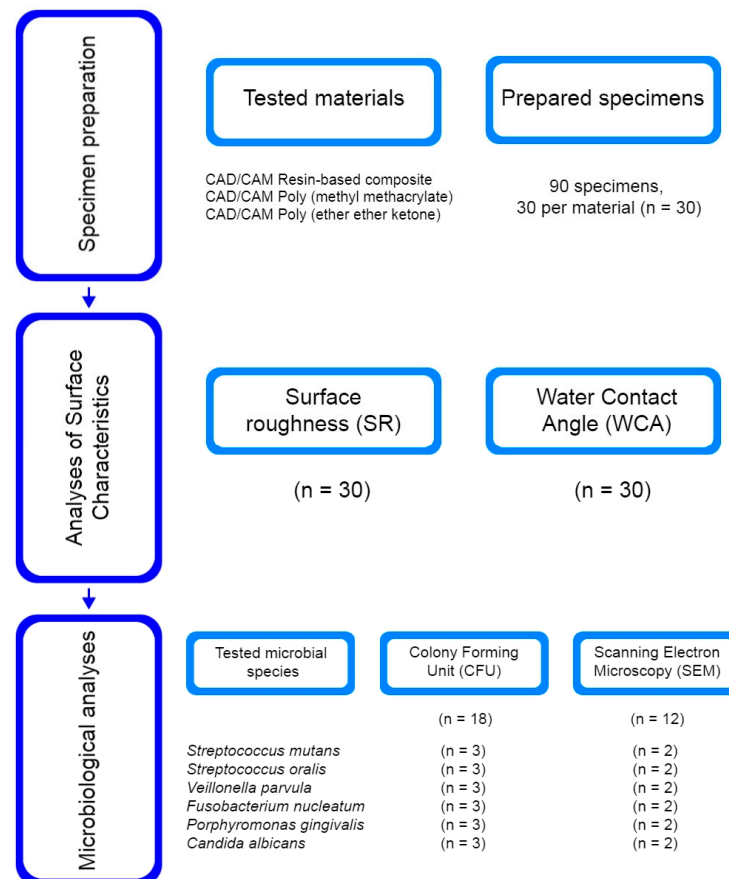 Specimen preparation
Tested materials
Prepared specimens
CAD/CAM Resin-based composite
CAD/CAM Poly (methyl methacrylate)
CAD/CAM Poly (ether ether ketone)
90 specimens,
30 per material (n = 30)
Analyses of Surface
Characteristics
Surface
roughness (SR)
Water Contact
Angle (WCA)
(n = 30)
(n = 30)
Microbiological analyses
Tested microbial
species
Colony Forming
Unit (CFU)
Scanning Electron
Microscopy (SEM)
(n = 18)
(n = 12)
Streptococcus mutans (n = 3) (n = 2)
Streptococcus oralis (n = 3) (n = 2)
Veillonella parvula (n = 3) (n = 2)
Fusobacterium nucleatum (n = 3) (n = 2)
Porphyromonas gingivalis (n = 3) (n = 2)
Candida albicans (n = 3) (n = 2)